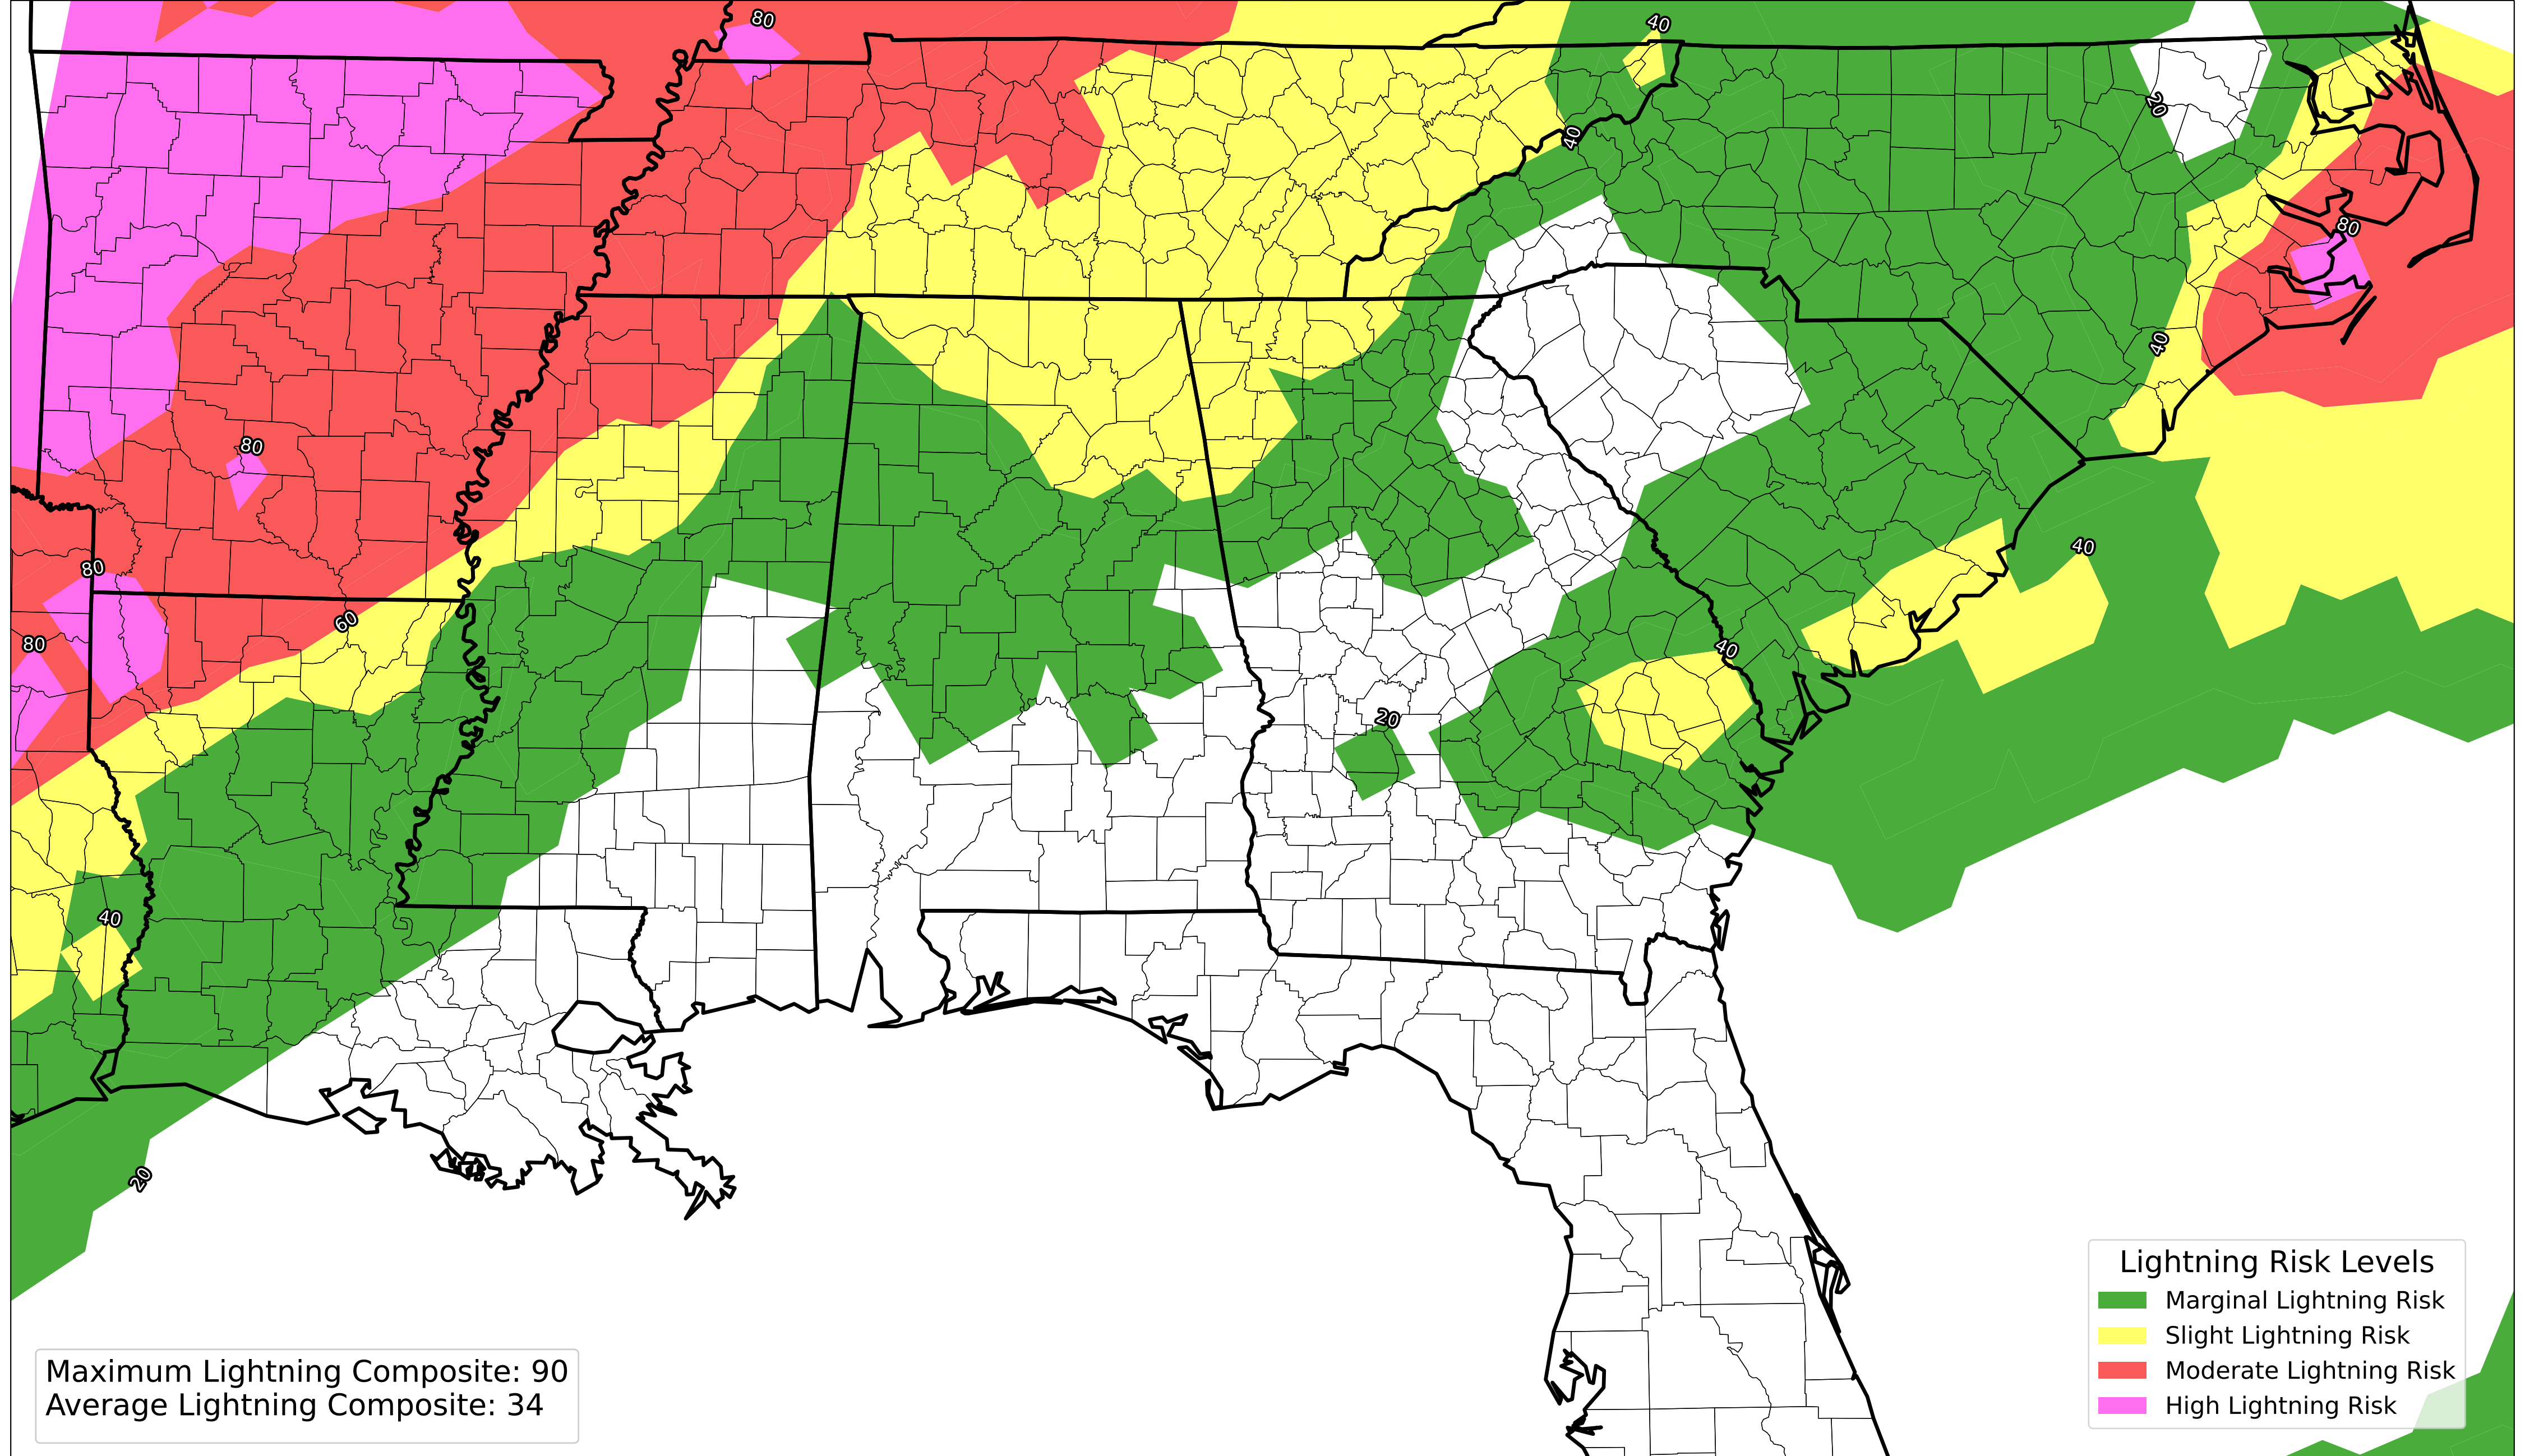 80
40
20
40
80
40
80
40
80
60
80
40
20
40
20
Lightning Risk Levels
Marginal Lightning Risk
Slight Lightning Risk
Moderate Lightning Risk
High Lightning Risk
Maximum Lightning Composite: 90
Average Lightning Composite: 34